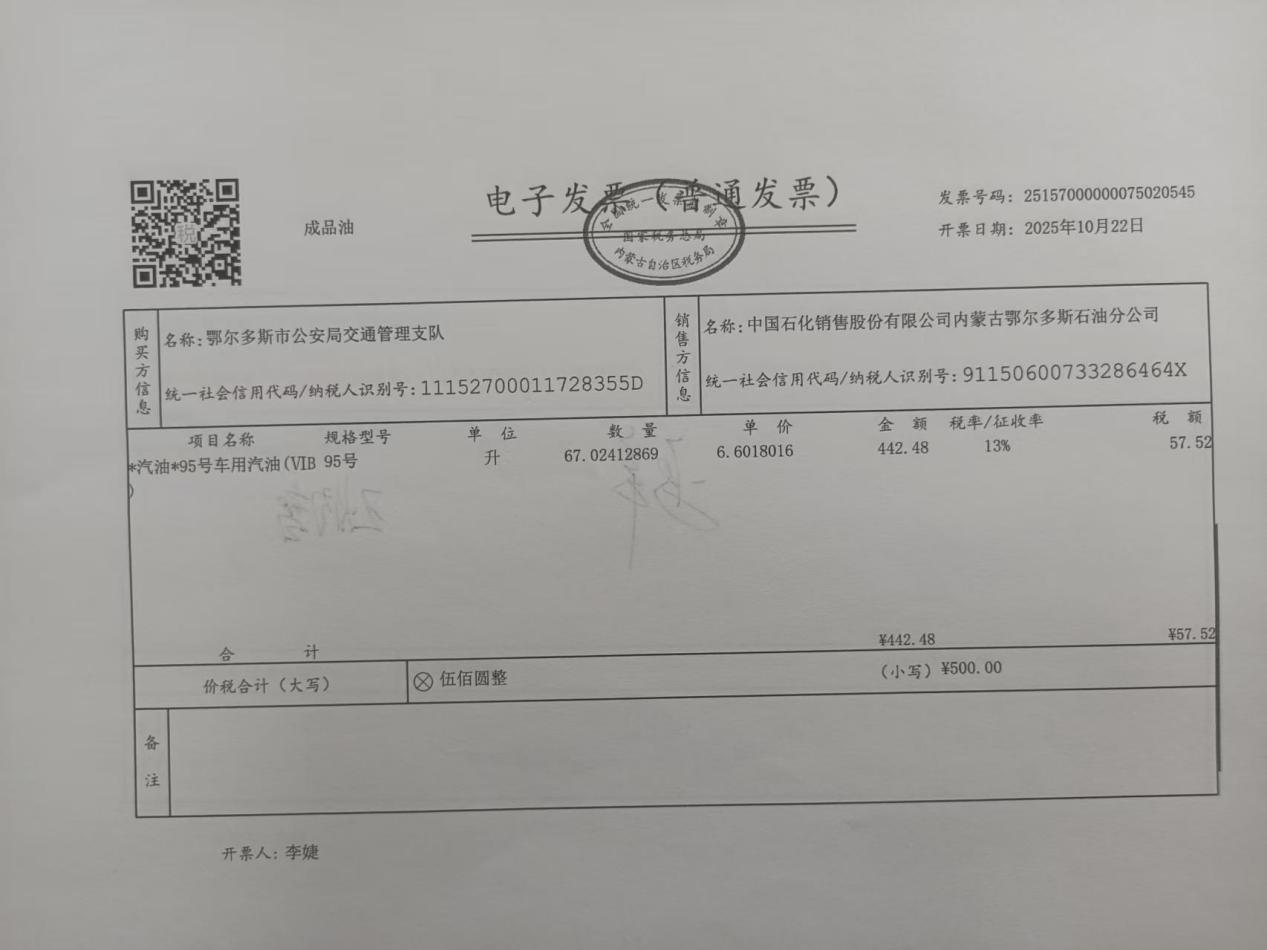 电子发票（普通发票）
全国统一发票监制章
国家税务总局
内蒙古自治区税务局
税
成品油
发票号码：25157000000075020545
开票日期：2025年10月22日
购买方信息
名称：鄂尔多斯市公安局交通管理支队
统一社会信用代码/纳税人识别号：11152700011728355D
销售方信息
名称：中国石化销售股份有限公司内蒙古鄂尔多斯石油分公司
统一社会信用代码/纳税人识别号：91150600733286464X
项目名称 规格型号 单 位 数 量 单 价 金 额 税率/征收率 税 额
*汽油*95号车用汽油(VIB 95号 升 67.02412869 6.6018016 442.48 13% 57.52
)
合 计 ¥442.48 ¥57.52
价税合计（大写） ⊗伍佰圆整 （小写）¥500.00
备注
开票人：李婕